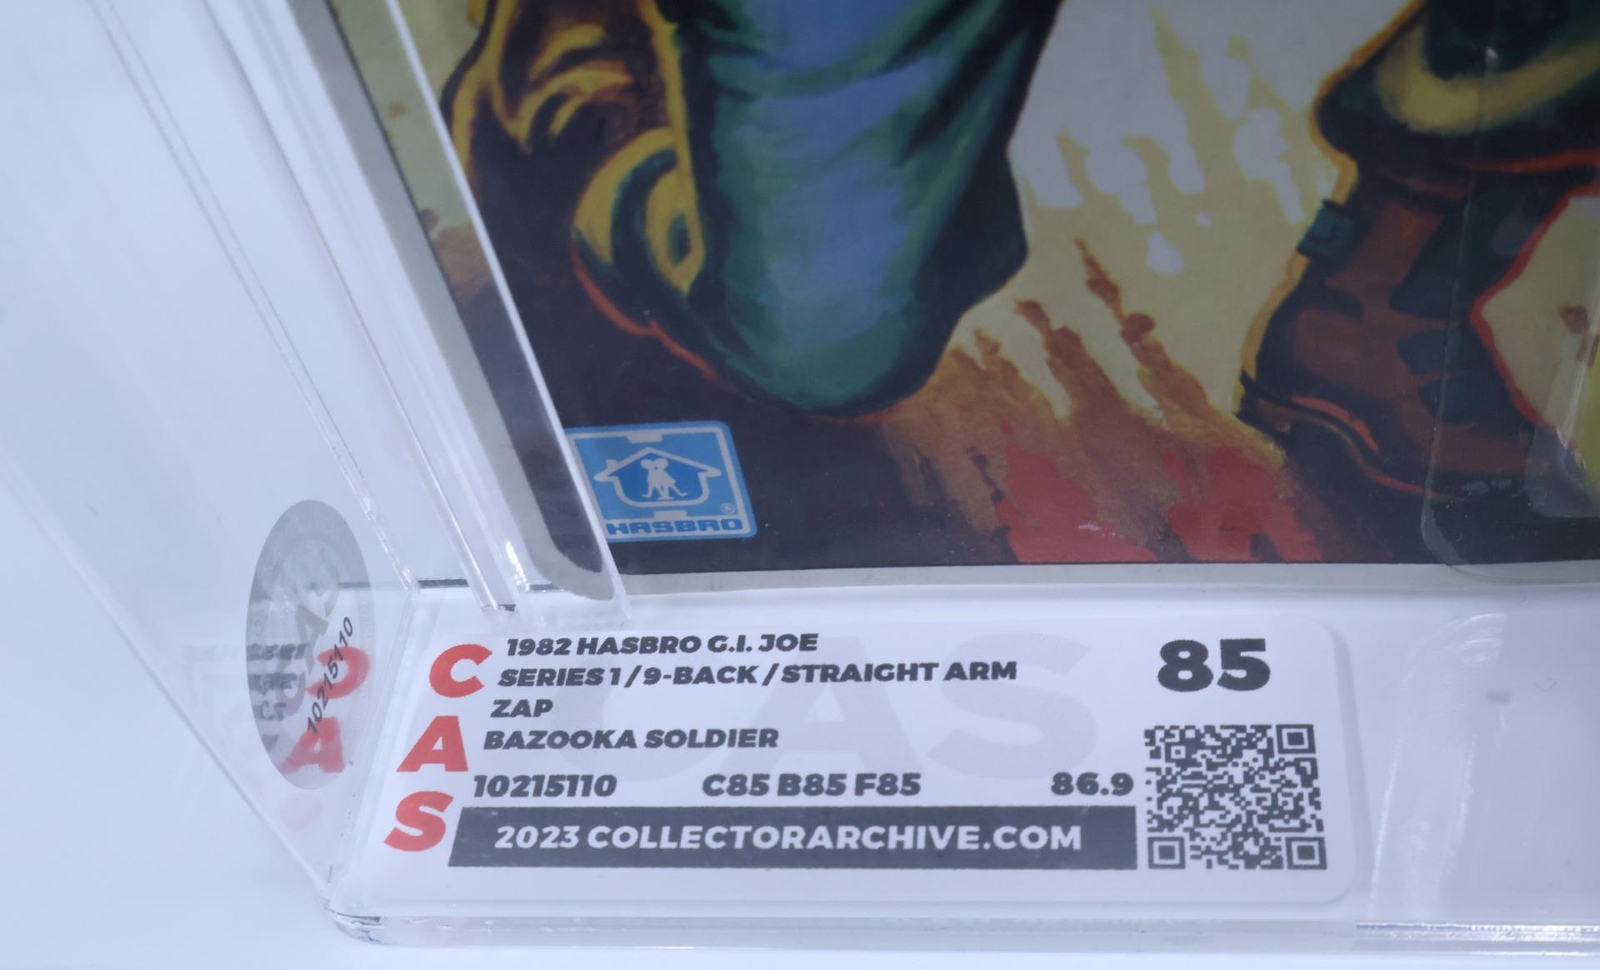 HASBRO
®
C
A
S
1982 HASBRO G.I. JOE
SERIES 1 / 9-BACK / STRAIGHT ARM
ZAP
BAZOOKA SOLDIER
10215110 C85 B85 F85 86.9
2023 COLLECTORARCHIVE.COM
85
10215110
CAS